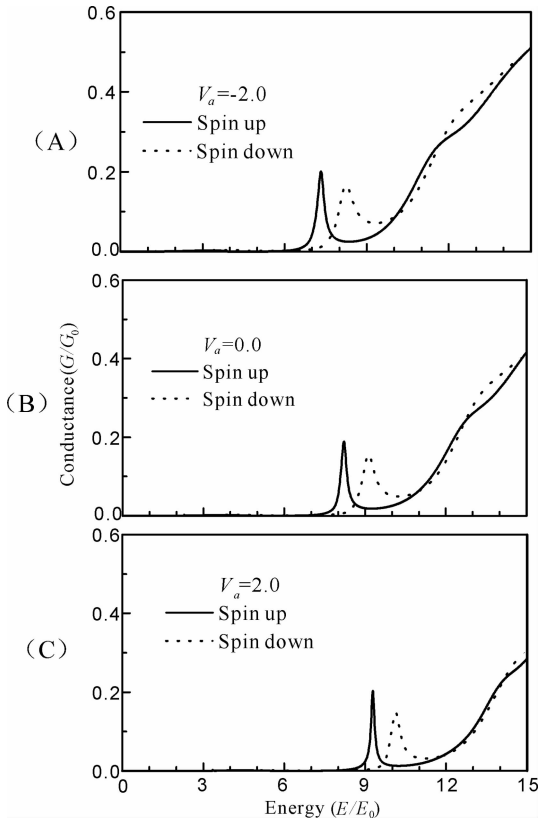 0.6
0.4
0.2
0.0
(A)
Vₐ=-2.0
Spin up
Spin down
0.6
0.4
0.2
0.0
(B)
Conductance(G/G₀)
Vₐ=0.0
Spin up
Spin down
0.6
0.4
0.2
0.0
(C)
Vₐ=2.0
Spin up
Spin down
0 3 6 9 12 15
Energy (E/E₀)